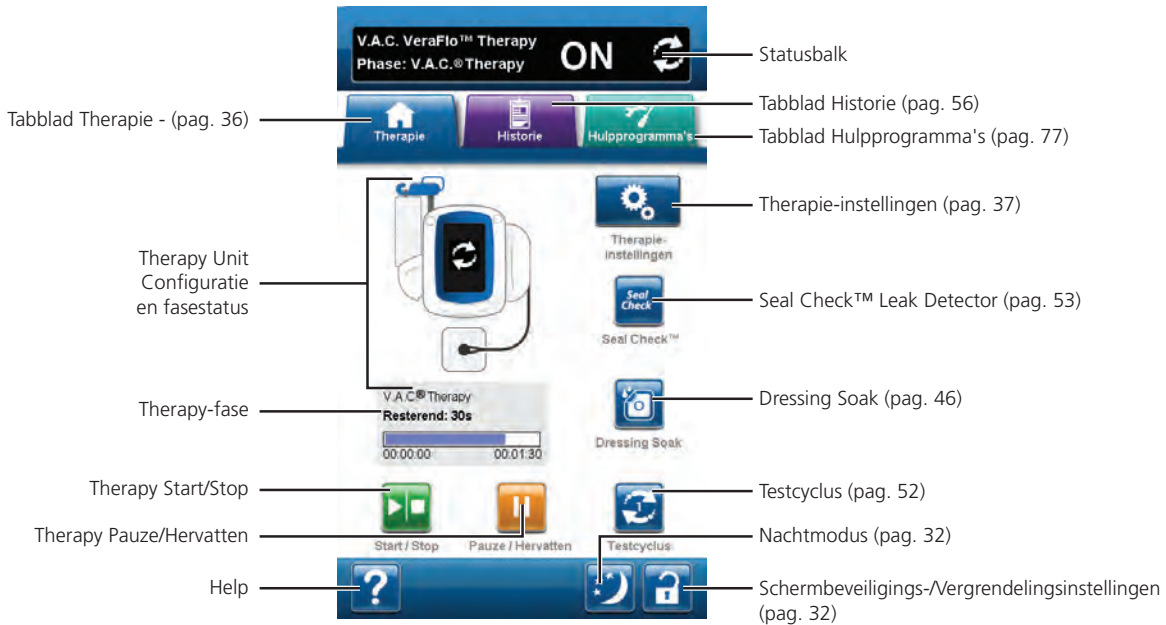 V.A.C. VeraFlo™ Therapy
Phase: V.A.C.® Therapy
ON
Statusbalk
Tabblad Therapie - (pag. 36)
Therapie
Historie
Hulpprogramma's
Tabblad Historie (pag. 56)
Tabblad Hulpprogramma's (pag. 77)
Therapie-instellingen (pag. 37)
Therapie-
instellingen
Therapy Unit
Configuratie
en fasestatus
Seal
Check
Seal Check™
Seal Check™ Leak Detector (pag. 53)
Therapy-fase
V.A.C® Therapy
Resterend: 30s
00:00:00
00:01:30
Dressing Soak
Dressing Soak (pag. 46)
Therapy Start/Stop
Therapy Pauze/Hervatten
Start / Stop
Pauze / Hervatten
1
Testcyclus
Testcyclus (pag. 52)
Nachtmodus (pag. 32)
Help
?
Schermbeveiligings-/Vergrendelingsinstellingen
(pag. 32)